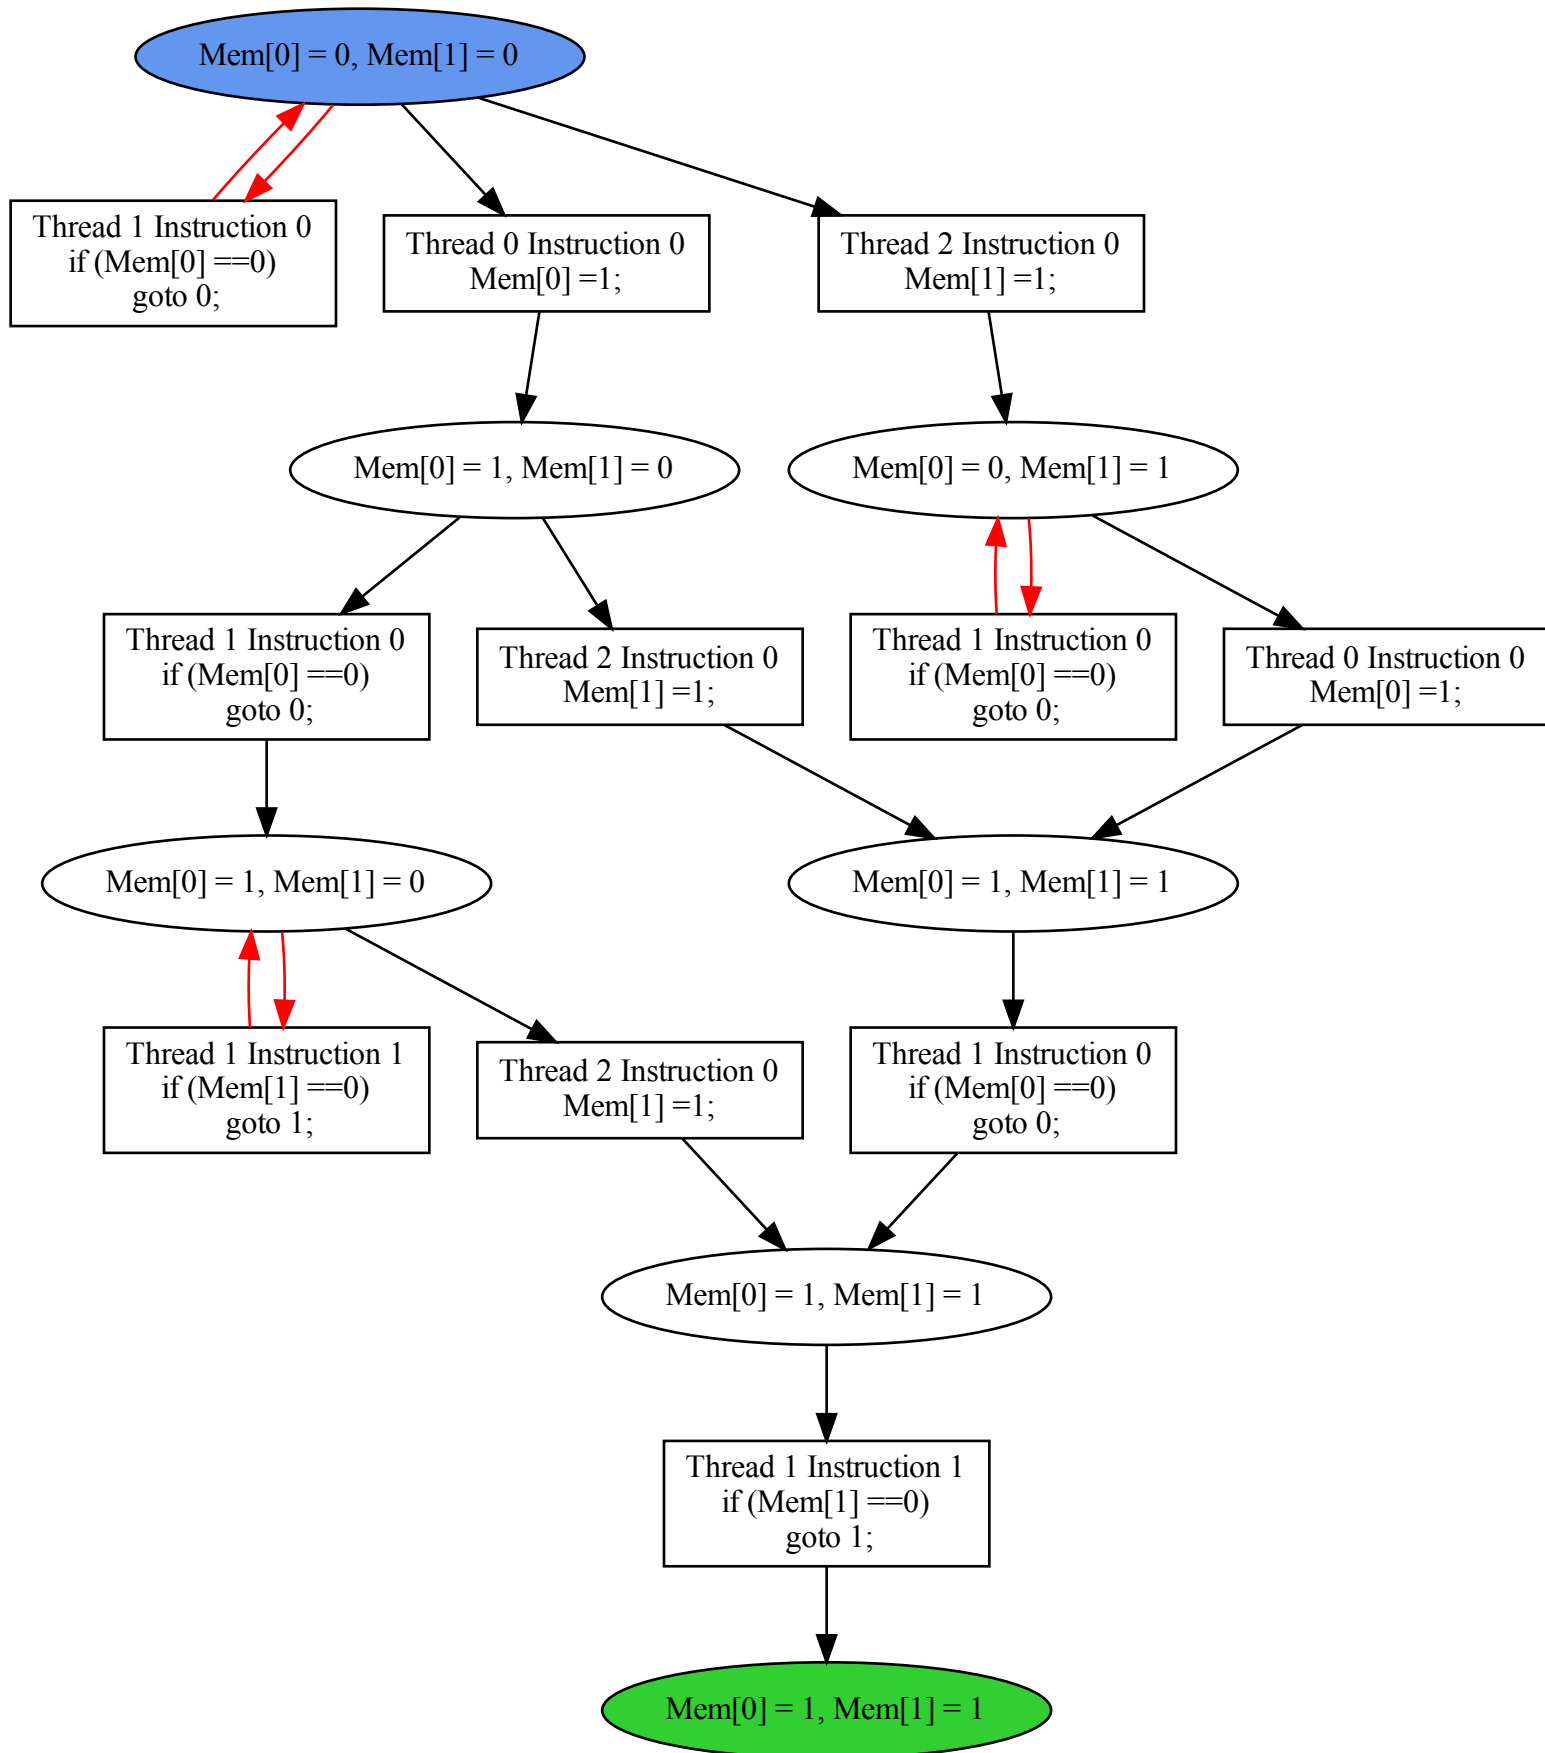 Mem[0] = 0, Mem[1] = 0
Thread 1 Instruction 0
if (Mem[0] ==0)
goto 0;
Thread 0 Instruction 0
Mem[0] =1;
Thread 2 Instruction 0
Mem[1] =1;
Mem[0] = 1, Mem[1] = 0
Mem[0] = 0, Mem[1] = 1
Thread 1 Instruction 0
if (Mem[0] ==0)
goto 0;
Thread 2 Instruction 0
Mem[1] =1;
Thread 1 Instruction 0
if (Mem[0] ==0)
goto 0;
Thread 0 Instruction 0
Mem[0] =1;
Mem[0] = 1, Mem[1] = 0
Mem[0] = 1, Mem[1] = 1
Thread 1 Instruction 1
if (Mem[1] ==0)
goto 1;
Thread 2 Instruction 0
Mem[1] =1;
Thread 1 Instruction 0
if (Mem[0] ==0)
goto 0;
Mem[0] = 1, Mem[1] = 1
Thread 1 Instruction 1
if (Mem[1] ==0)
goto 1;
Mem[0] = 1, Mem[1] = 1